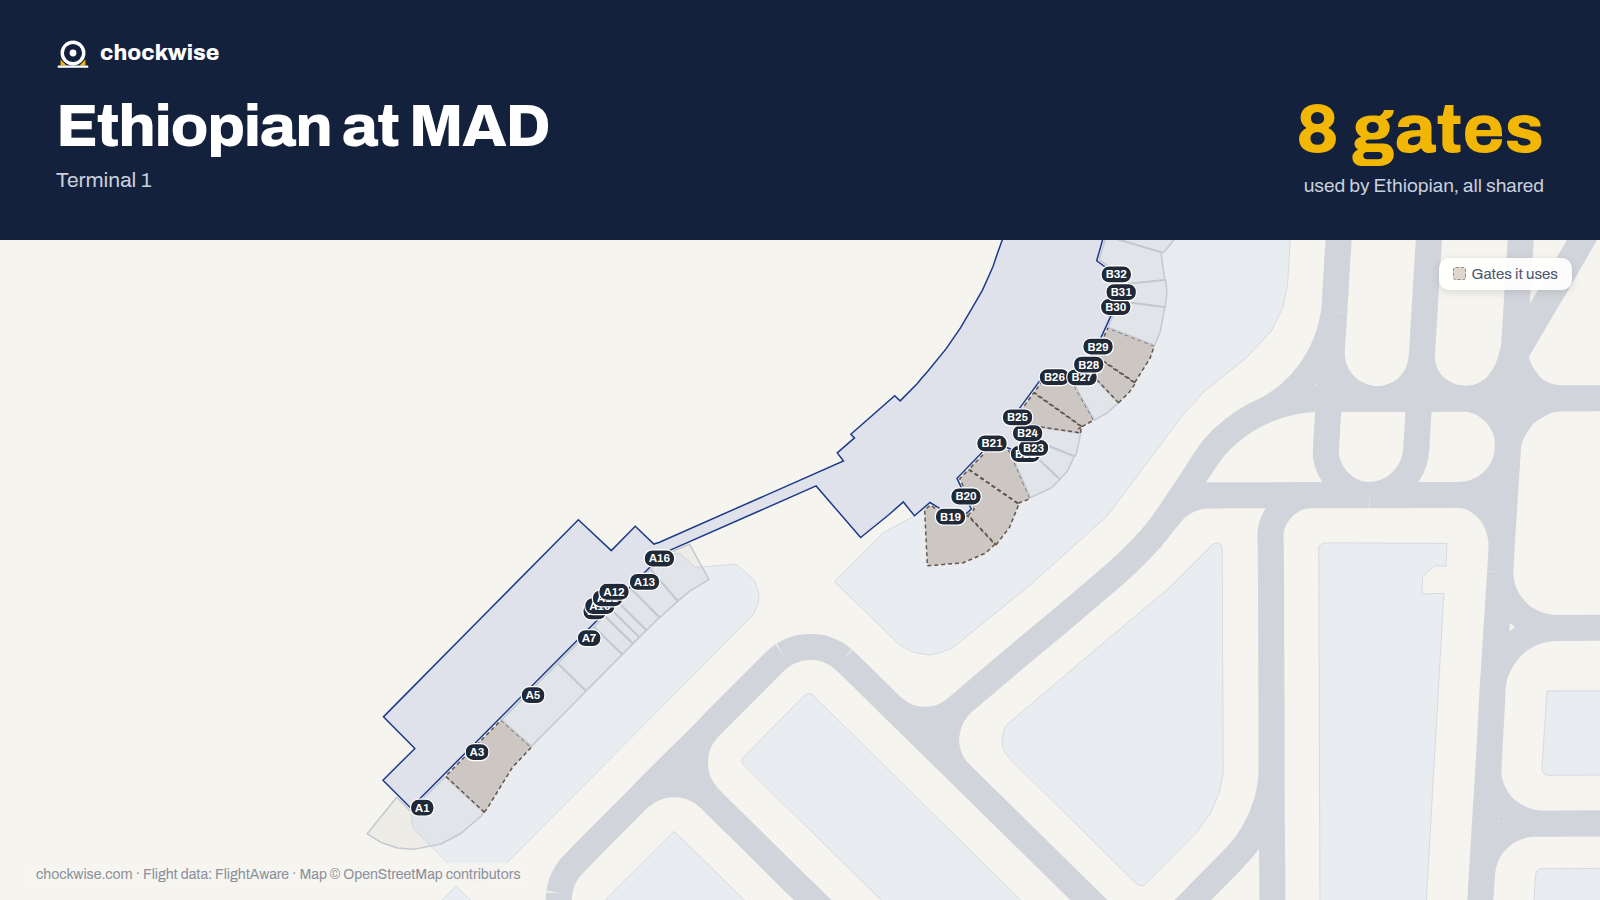 chockwise
Ethiopian at MAD
Terminal 1
8 gates
used by Ethiopian, all shared
Gates it uses
B32
B31
B30
B29
B28
B26
B27
B25
B24
B23
B21
B20
B19
A16
A13
A12
A7
A5
A3
A1
chockwise.com · Flight data: FlightAware · Map © OpenStreetMap contributors